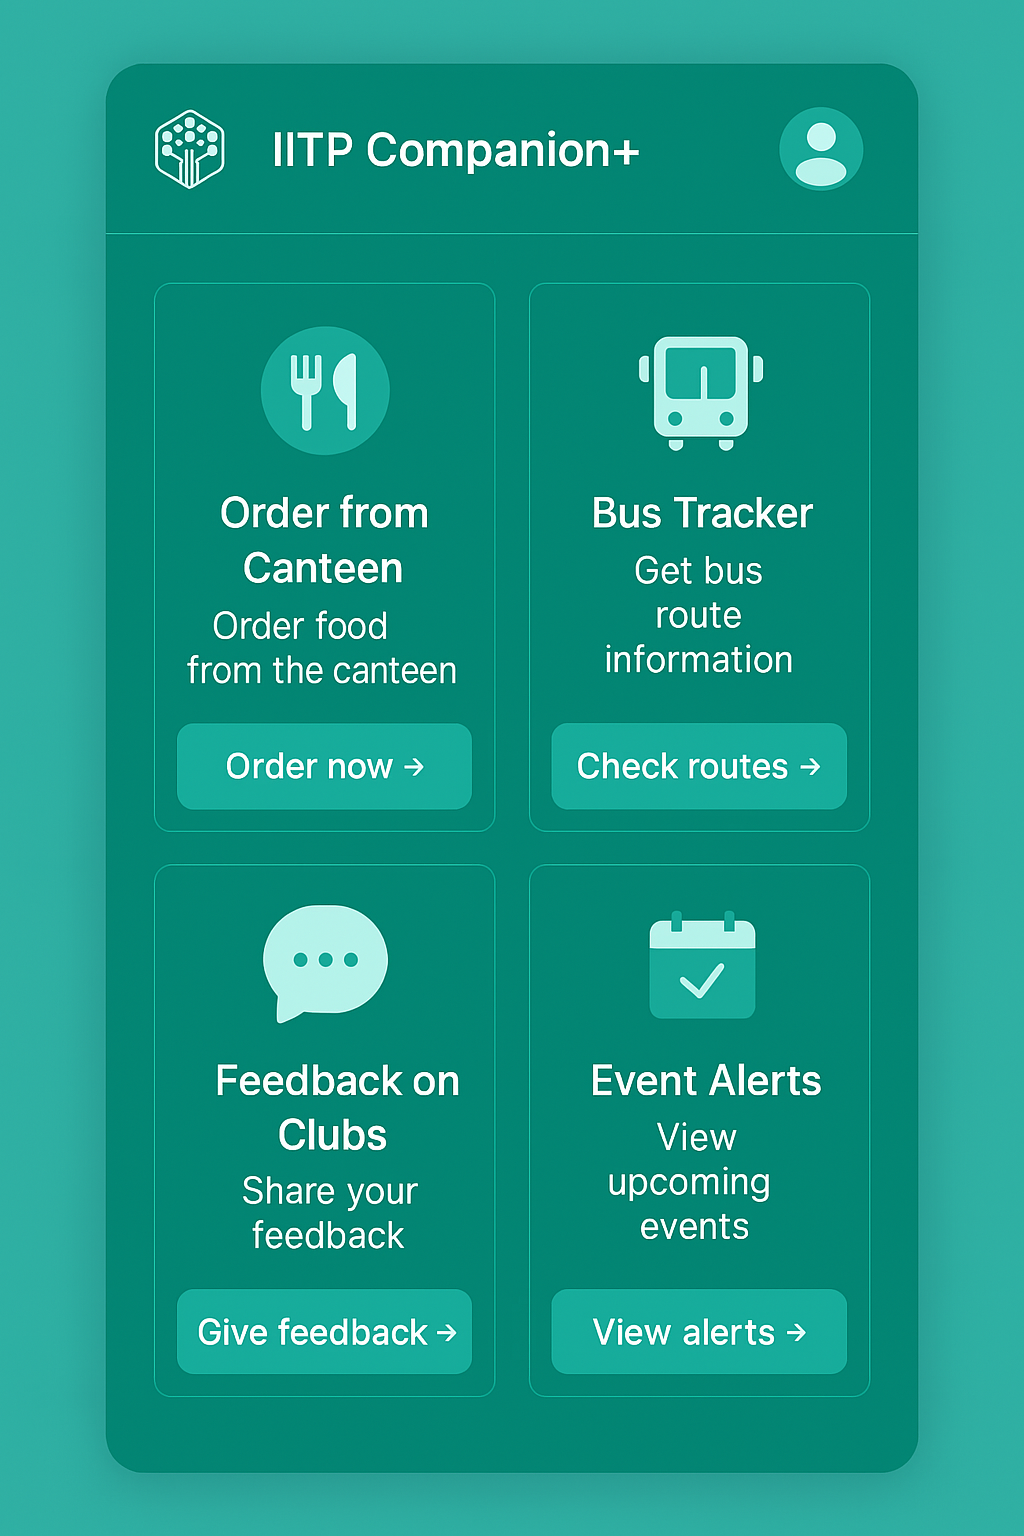 IITP Companion+
Order from
Canteen
Order food
from the canteen
Order now →
Bus Tracker
Get bus
route
information
Check routes →
Feedback on
Clubs
Share your
feedback
Give feedback →
Event Alerts
View
upcoming
events
View alerts →